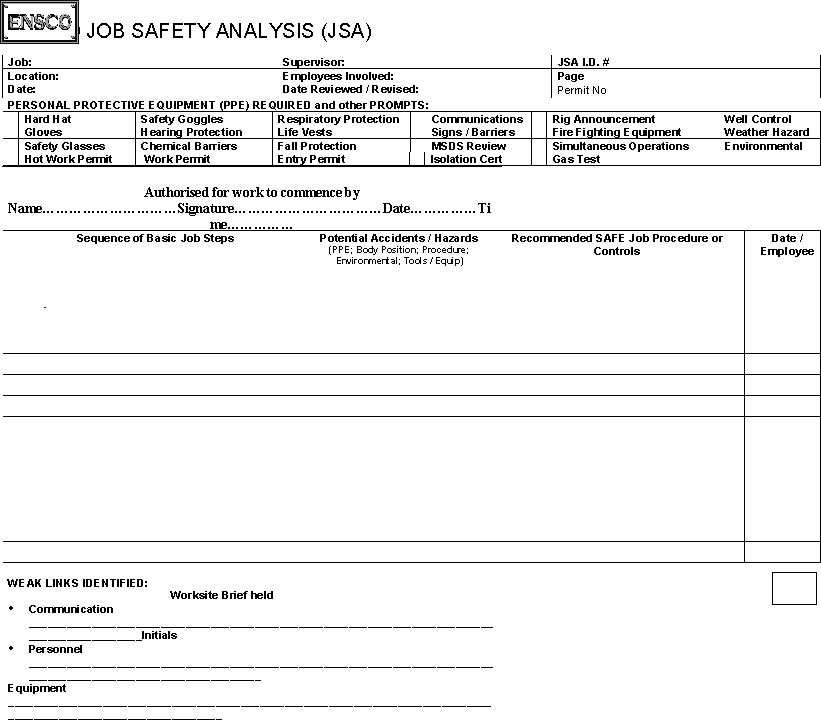 ENSCO
JOB SAFETY ANALYSIS (JSA)
Job: Supervisor: JSA I.D. #
Location: Employees Involved: Page
Date: Date Reviewed / Revised: Permit No
PERSONAL PROTECTIVE EQUIPMENT (PPE) REQUIRED and other PROMPTS:
Hard Hat Safety Goggles Respiratory Protection Communications Rig Announcement Well Control
Gloves Hearing Protection Life Vests Signs / Barriers Fire Fighting Equipment Weather Hazard
Safety Glasses Chemical Barriers Fall Protection MSDS Review Simultaneous Operations Environmental
Hot Work Permit Work Permit Entry Permit Isolation Cert Gas Test
Authorised for work to commence by
Name…………………………Signature……………………………Date……………Ti
me……………
Sequence of Basic Job Steps Potential Accidents / Hazards Recommended SAFE Job Procedure or Date /
(PPE; Body Position; Procedure; Controls Employee
Environmental; Tools / Equip)
WEAK LINKS IDENTIFIED:
Worksite Brief held
• Communication
__________________Initials
• Personnel
Equipment